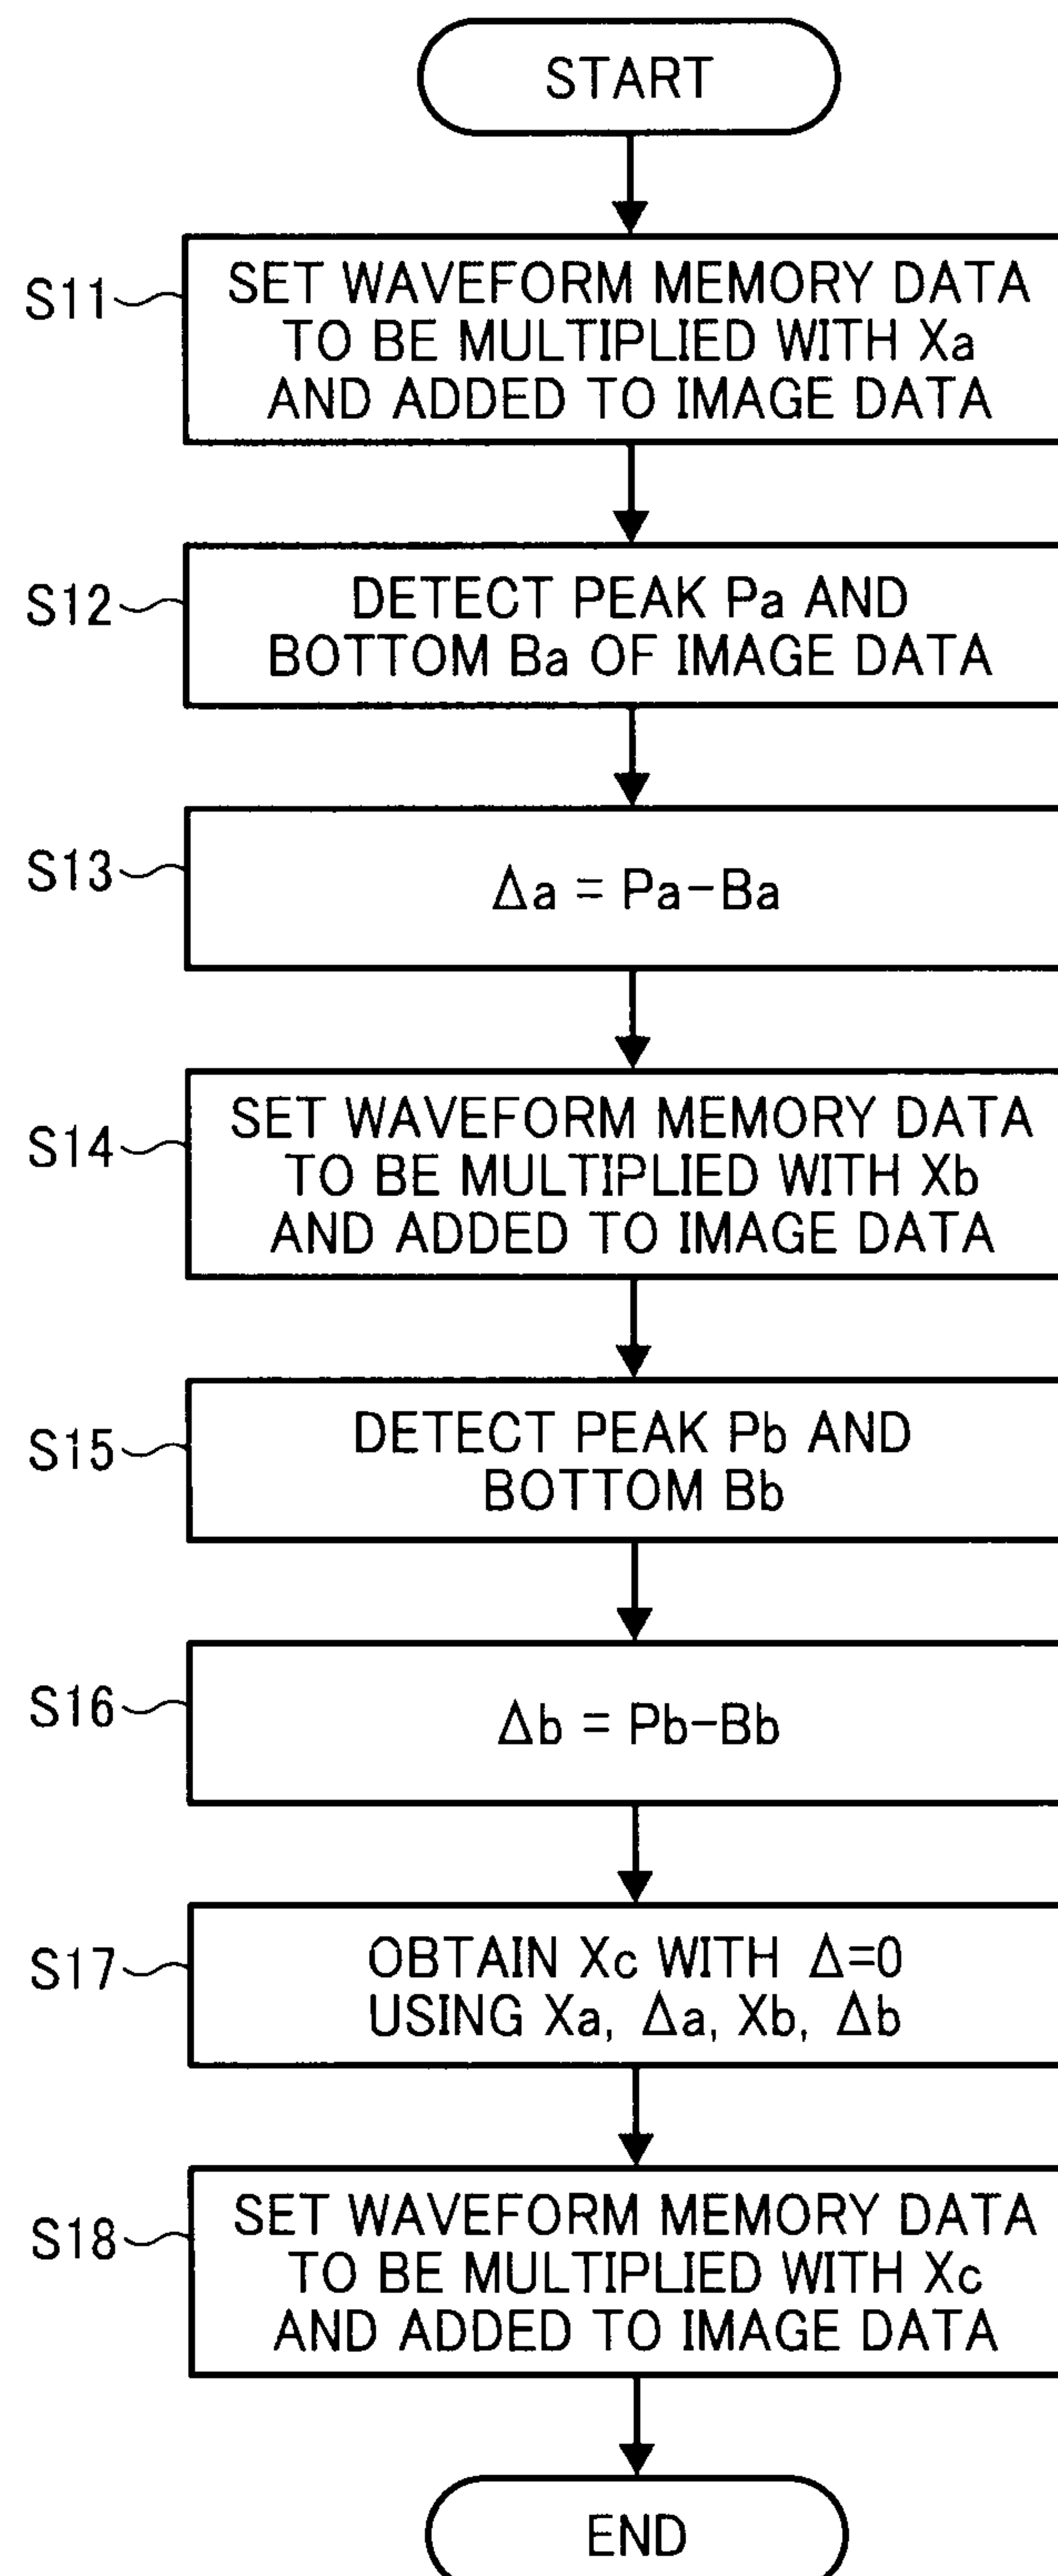 START
S11
SET WAVEFORM MEMORY DATA
TO BE MULTIPLIED WITH Xa
AND ADDED TO IMAGE DATA
S12
DETECT PEAK Pa AND
BOTTOM Ba OF IMAGE DATA
S13
Δa = Pa-Ba
S14
SET WAVEFORM MEMORY DATA
TO BE MULTIPLIED WITH Xb
AND ADDED TO IMAGE DATA
S15
DETECT PEAK Pb AND
BOTTOM Bb
S16
Δb = Pb-Bb
S17
OBTAIN Xc WITH Δ=0
USING Xa, Δa, Xb, Δb
S18
SET WAVEFORM MEMORY DATA
TO BE MULTIPLIED WITH Xc
AND ADDED TO IMAGE DATA
END